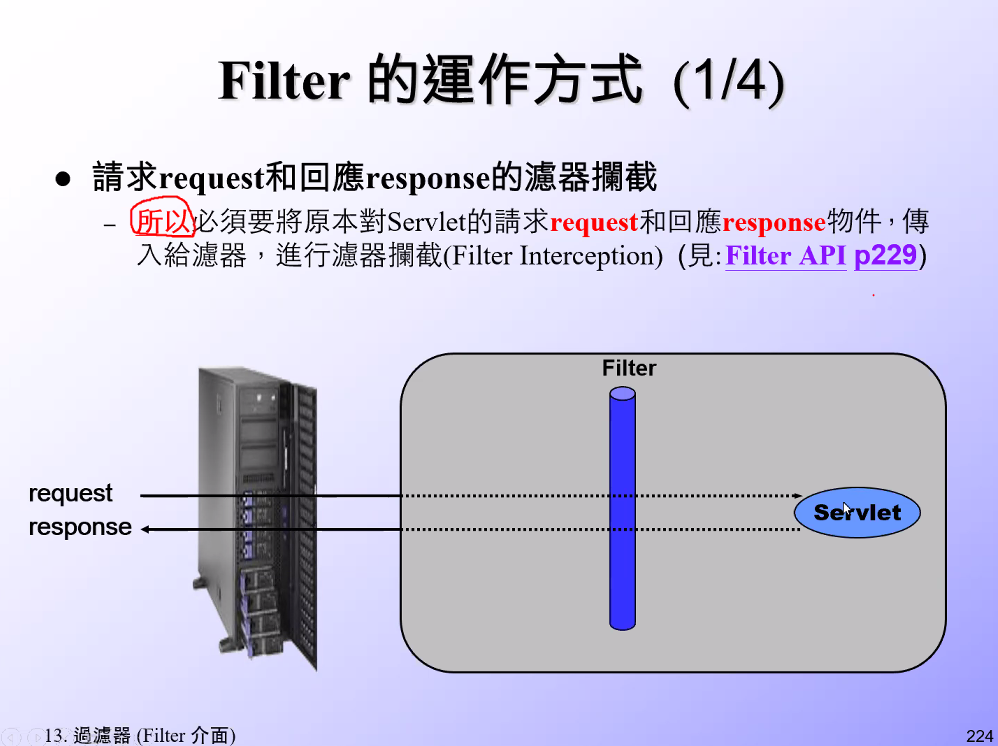 Filter 的運作方式 (1/4)
● 請求request和回應response的濾器攔截
– 所以必須要將原本對Servlet的請求request和回應response物件，傳
入給濾器，進行濾器攔截(Filter Interception) (見:Filter API p229)
Filter
request
response
Servlet
13. 過濾器 (Filter 介面)
224